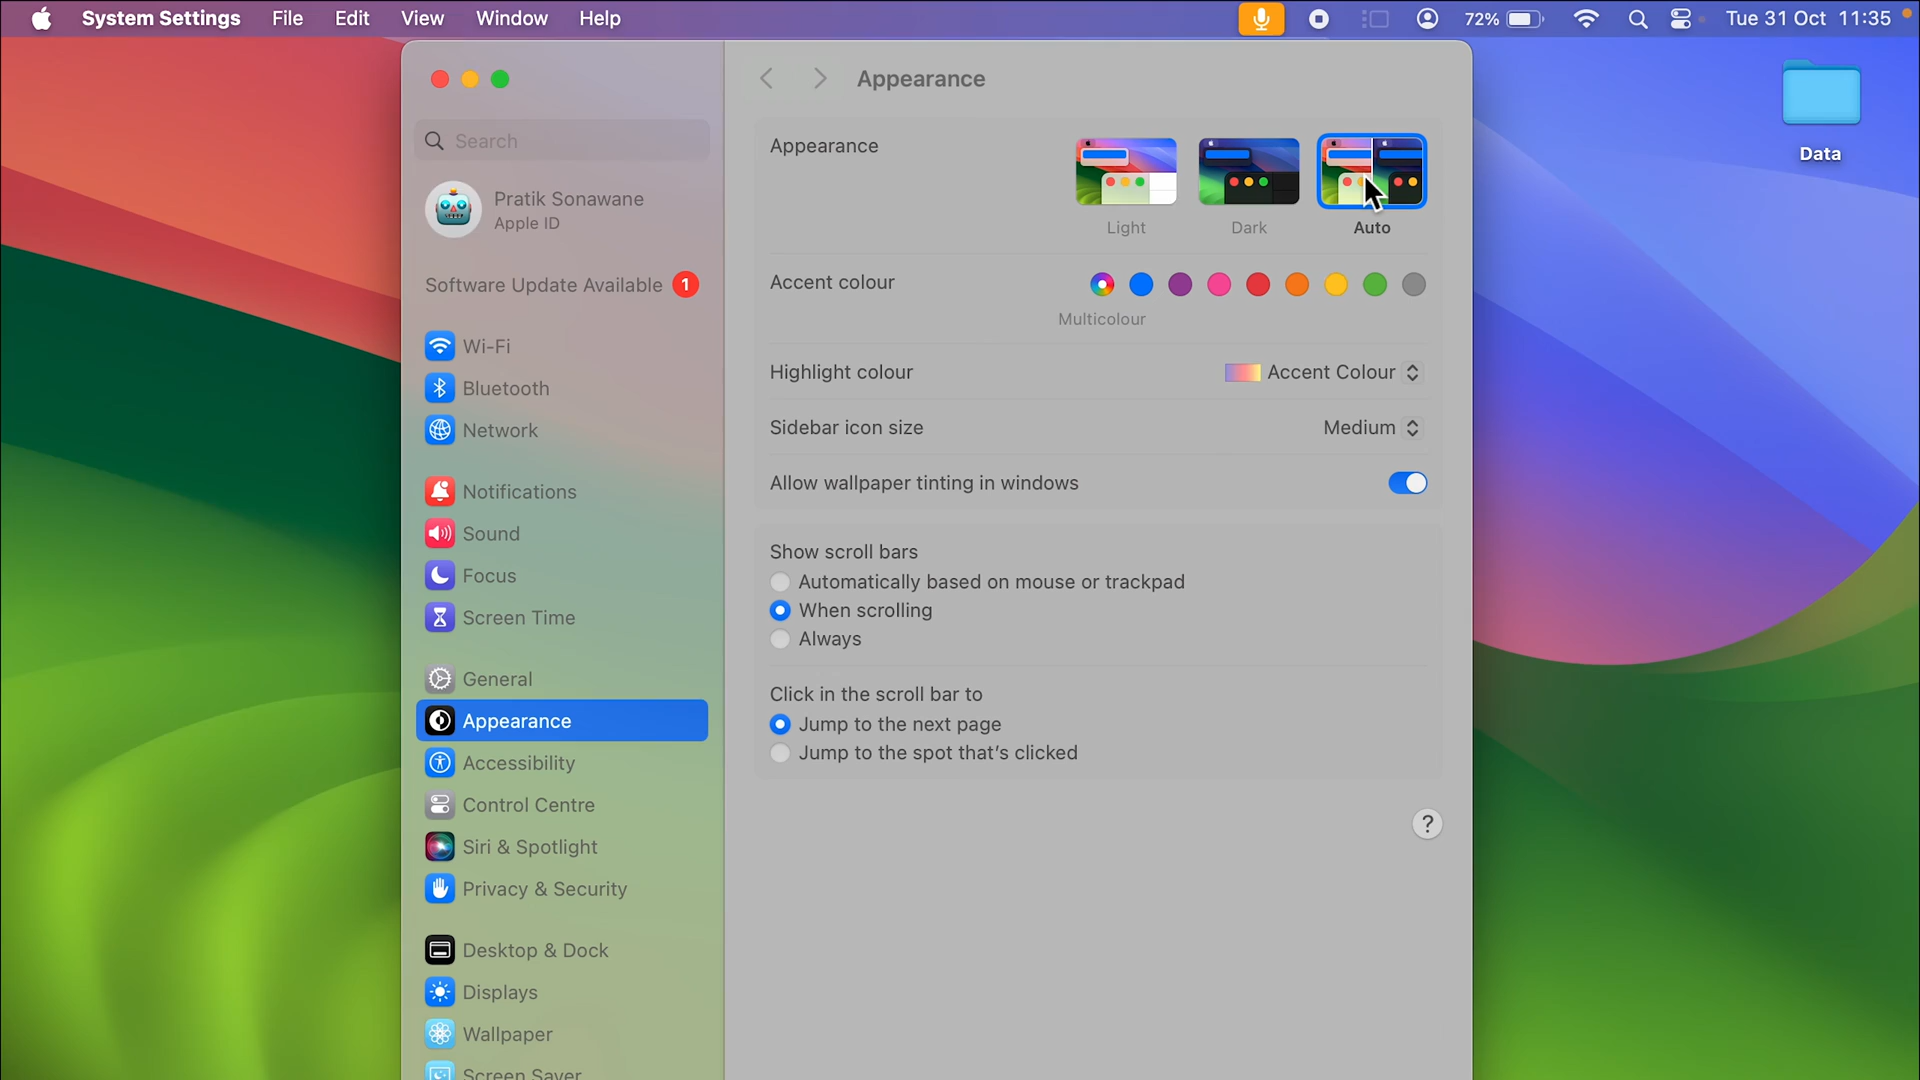 System Settings File Edit View Window Help 72% Tue 31 Oct 11:35
Data
Search
Pratik Sonawane
Apple ID
Software Update Available 1
Wi-Fi
Bluetooth
Network
Notifications
Sound
Focus
Screen Time
General
Appearance
Accessibility
Control Centre
Siri & Spotlight
Privacy & Security
Desktop & Dock
Displays
Wallpaper
Screen Saver
Appearance
Appearance
Light Dark Auto
Accent colour
Multicolour
Highlight colour Accent Colour
Sidebar icon size Medium
Allow wallpaper tinting in windows
Show scroll bars
Automatically based on mouse or trackpad
When scrolling
Always
Click in the scroll bar to
Jump to the next page
Jump to the spot that's clicked
?